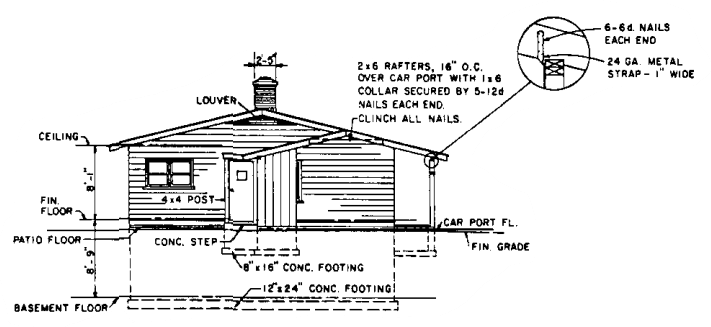 2'-5"
6-6d. NAILS
EACH END
24 GA. METAL
STRAP - 1" WIDE
2x6 RAFTERS, 16" O.C.
OVER CAR PORT WITH 1x6
COLLAR SECURED BY 5-12d
NAILS EACH END.
CLINCH ALL NAILS.
LOUVER
CEILING
8'-1"
4x4 POST
FIN.
FLOOR
PATIO FLOOR
CONC. STEP
CAR PORT FL.
FIN. GRADE
8'-9"
8"x16" CONC. FOOTING
12"x24" CONC. FOOTING
BASEMENT FLOOR